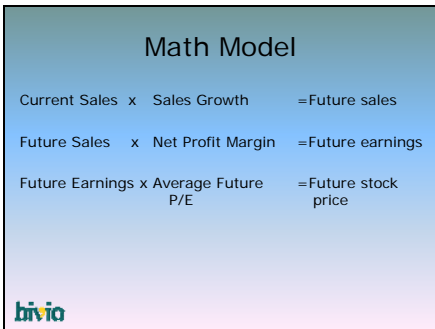 Math Model
Current Sales x Sales Growth =Future sales
Future Sales x Net Profit Margin =Future earnings
Future Earnings x Average Future =Future stock
P/E price
bivio